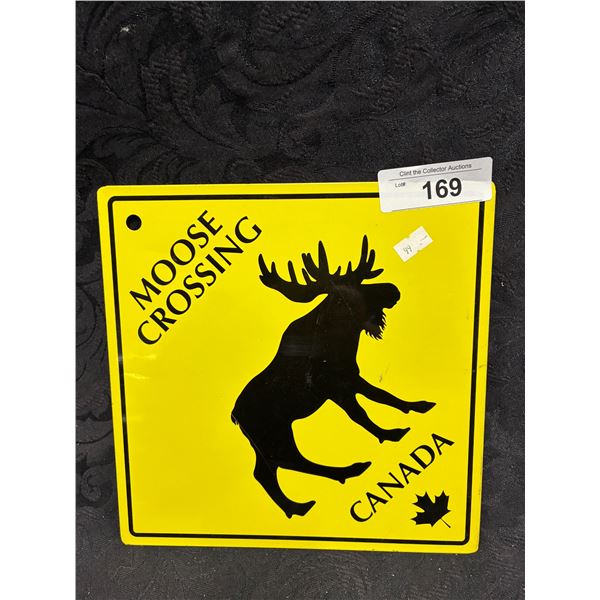 Clint the Collector Auctions
Lot#
169
MOOSE
CROSSING
CANADA